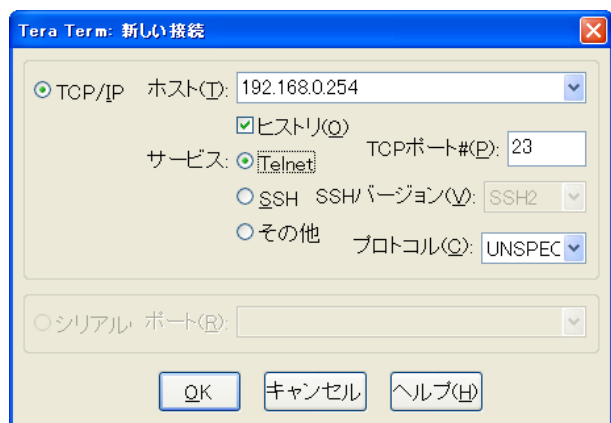 Tera Term: 新しい接続
TCP/IP ホスト(T): 192.168.0.254
ヒストリ(O)
サービス: Telnet TCPポート#(P): 23
SSH SSHバージョン(V): SSH2
その他 プロトコル(C): UNSPEC
シリアル ポート(R):
OK キャンセル ヘルプ(H)